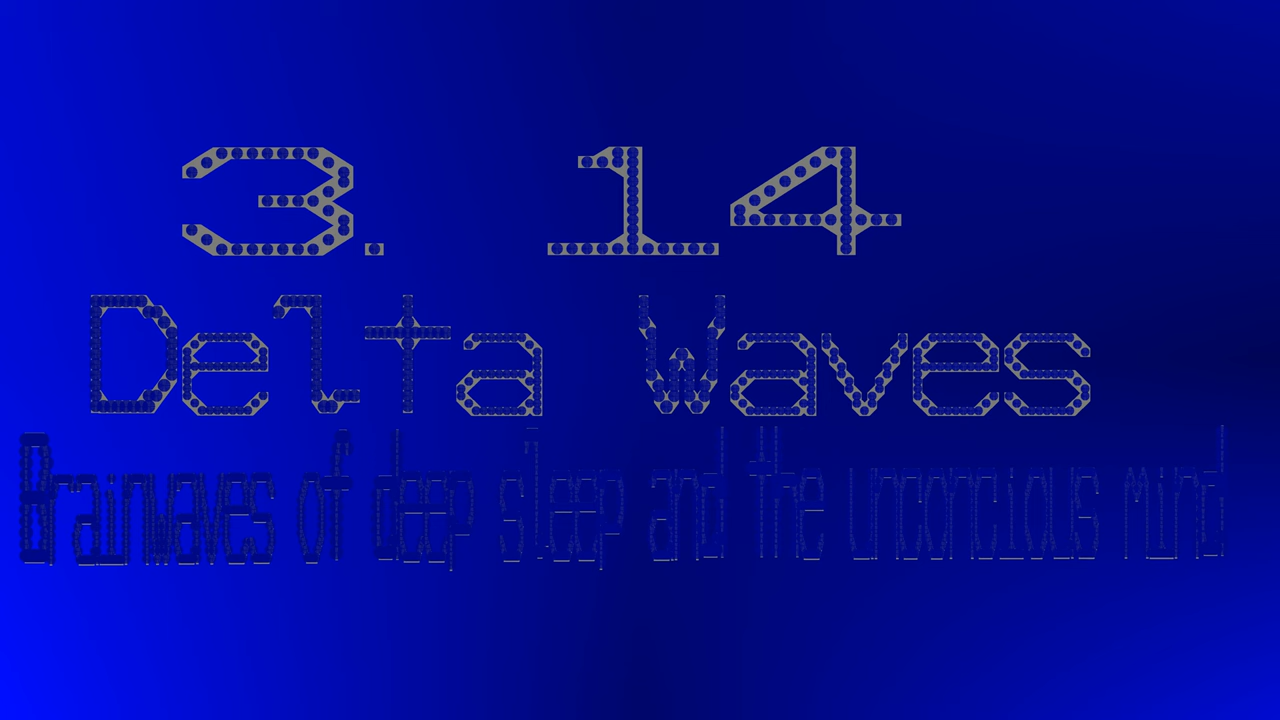 3. 14
Delta Waves
Brainwaves of deep sleep and the unconcious mind